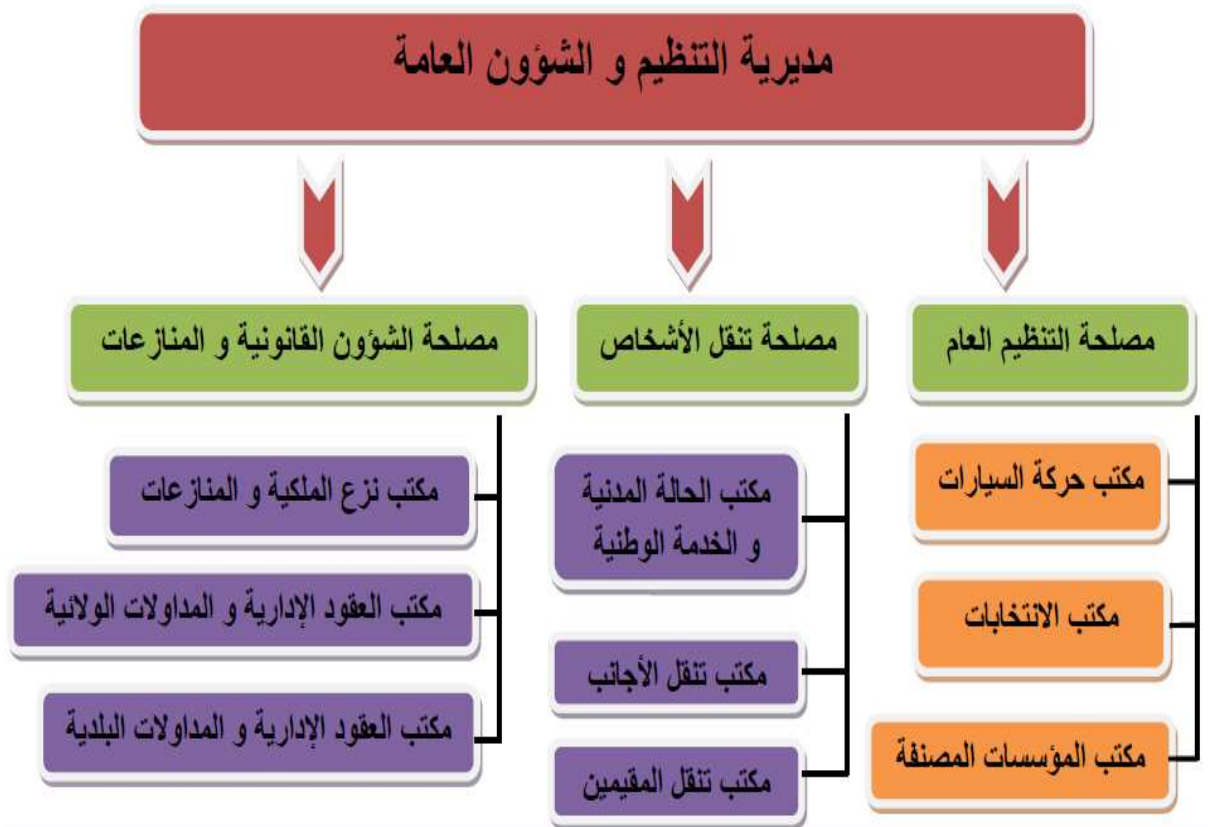 مديرية التنظيم و الشؤون العامة
مصلحة التنظيم العام
مكتب حركة السيارات
مكتب الانتخابات
مكتب المؤسسات المصنفة
مصلحة تنقل الأشخاص
مكتب الحالة المدنية
و الخدمة الوطنية
مكتب تنقل الأجانب
مكتب تنقل المقيمين
مصلحة الشؤون القانونية و المنازعات
مكتب نزع الملكية و المنازعات
مكتب العقود الإدارية و المداولات الولائية
مكتب العقود الإدارية و المداولات البلدية